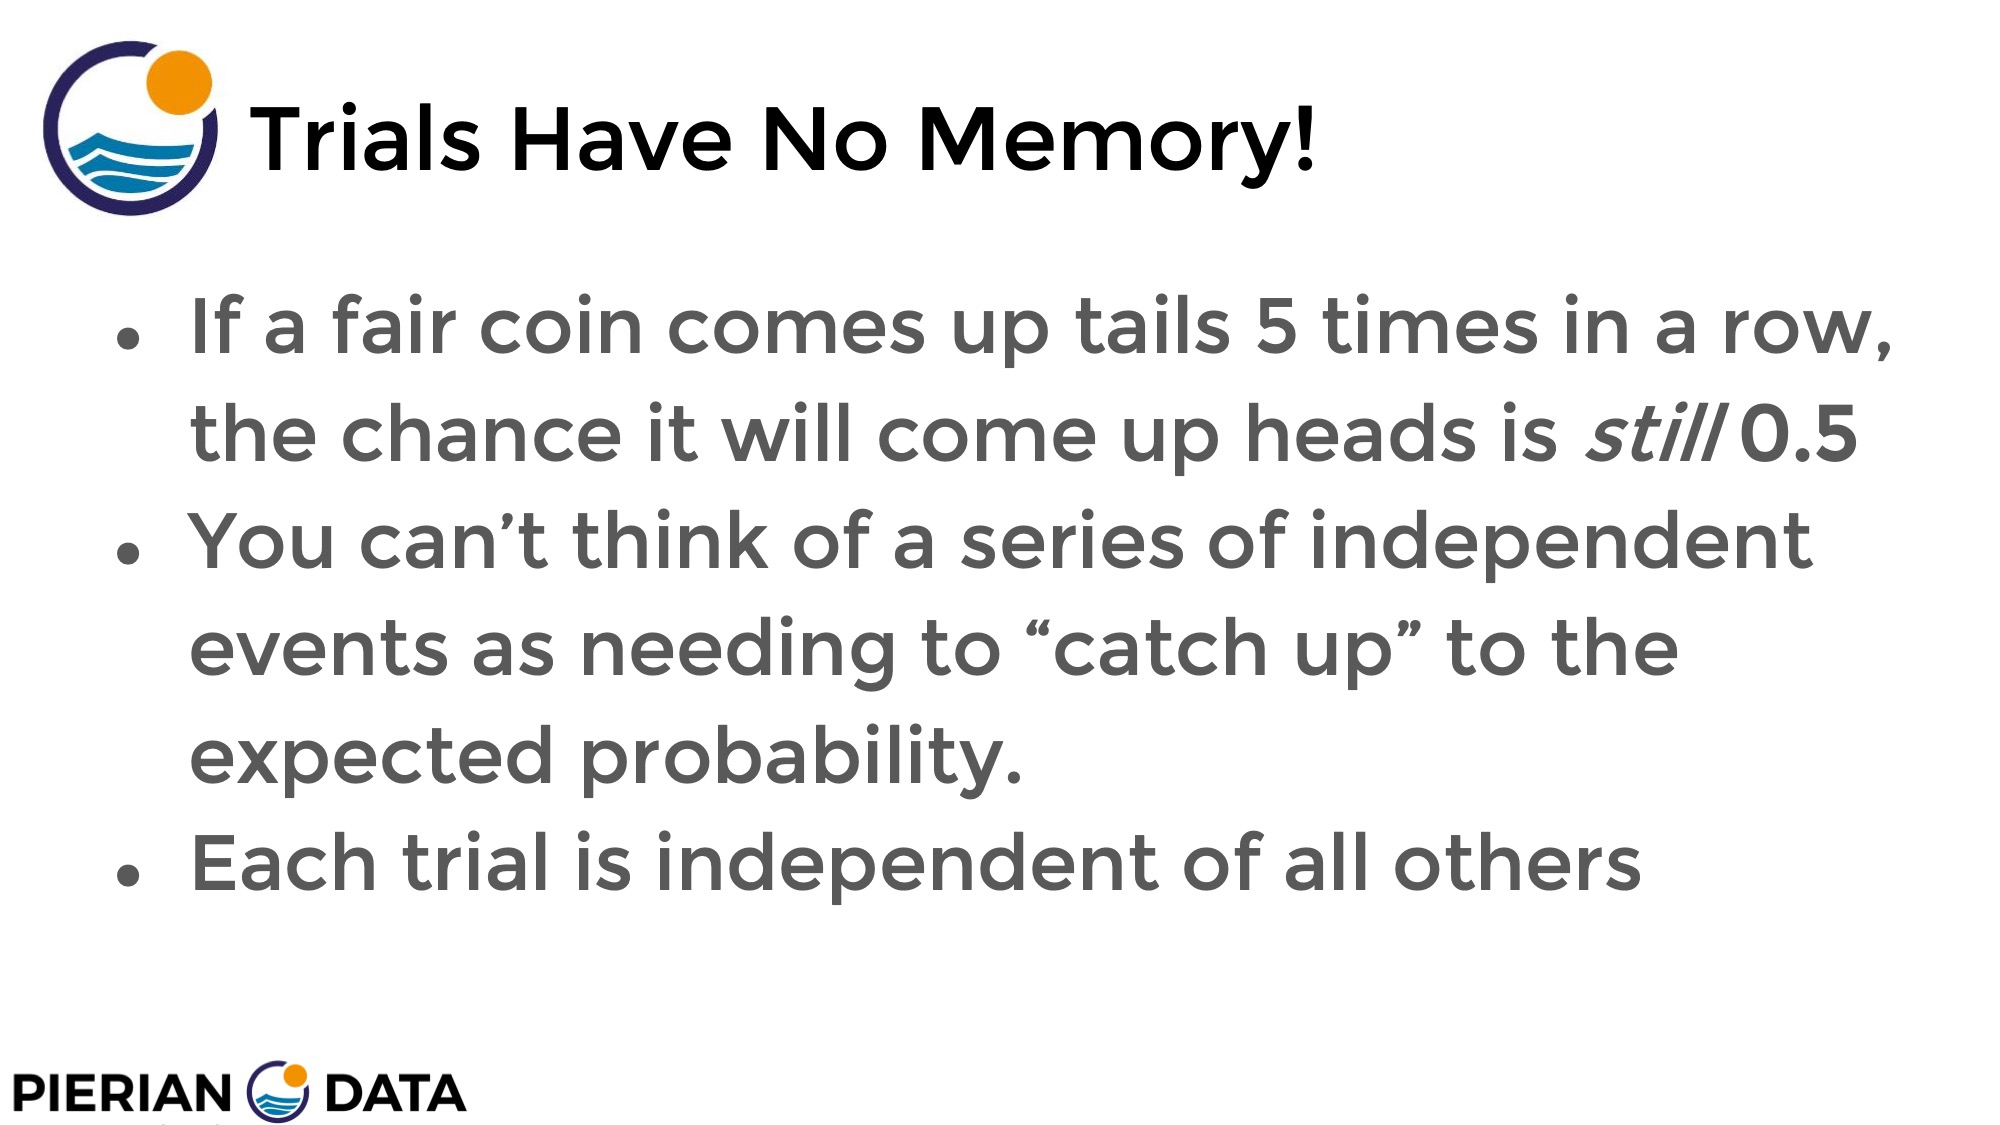 Trials Have No Memory!
● If a fair coin comes up tails 5 times in a row,
the chance it will come up heads is still 0.5
● You can’t think of a series of independent
events as needing to “catch up” to the
expected probability.
● Each trial is independent of all others
PIERIAN DATA